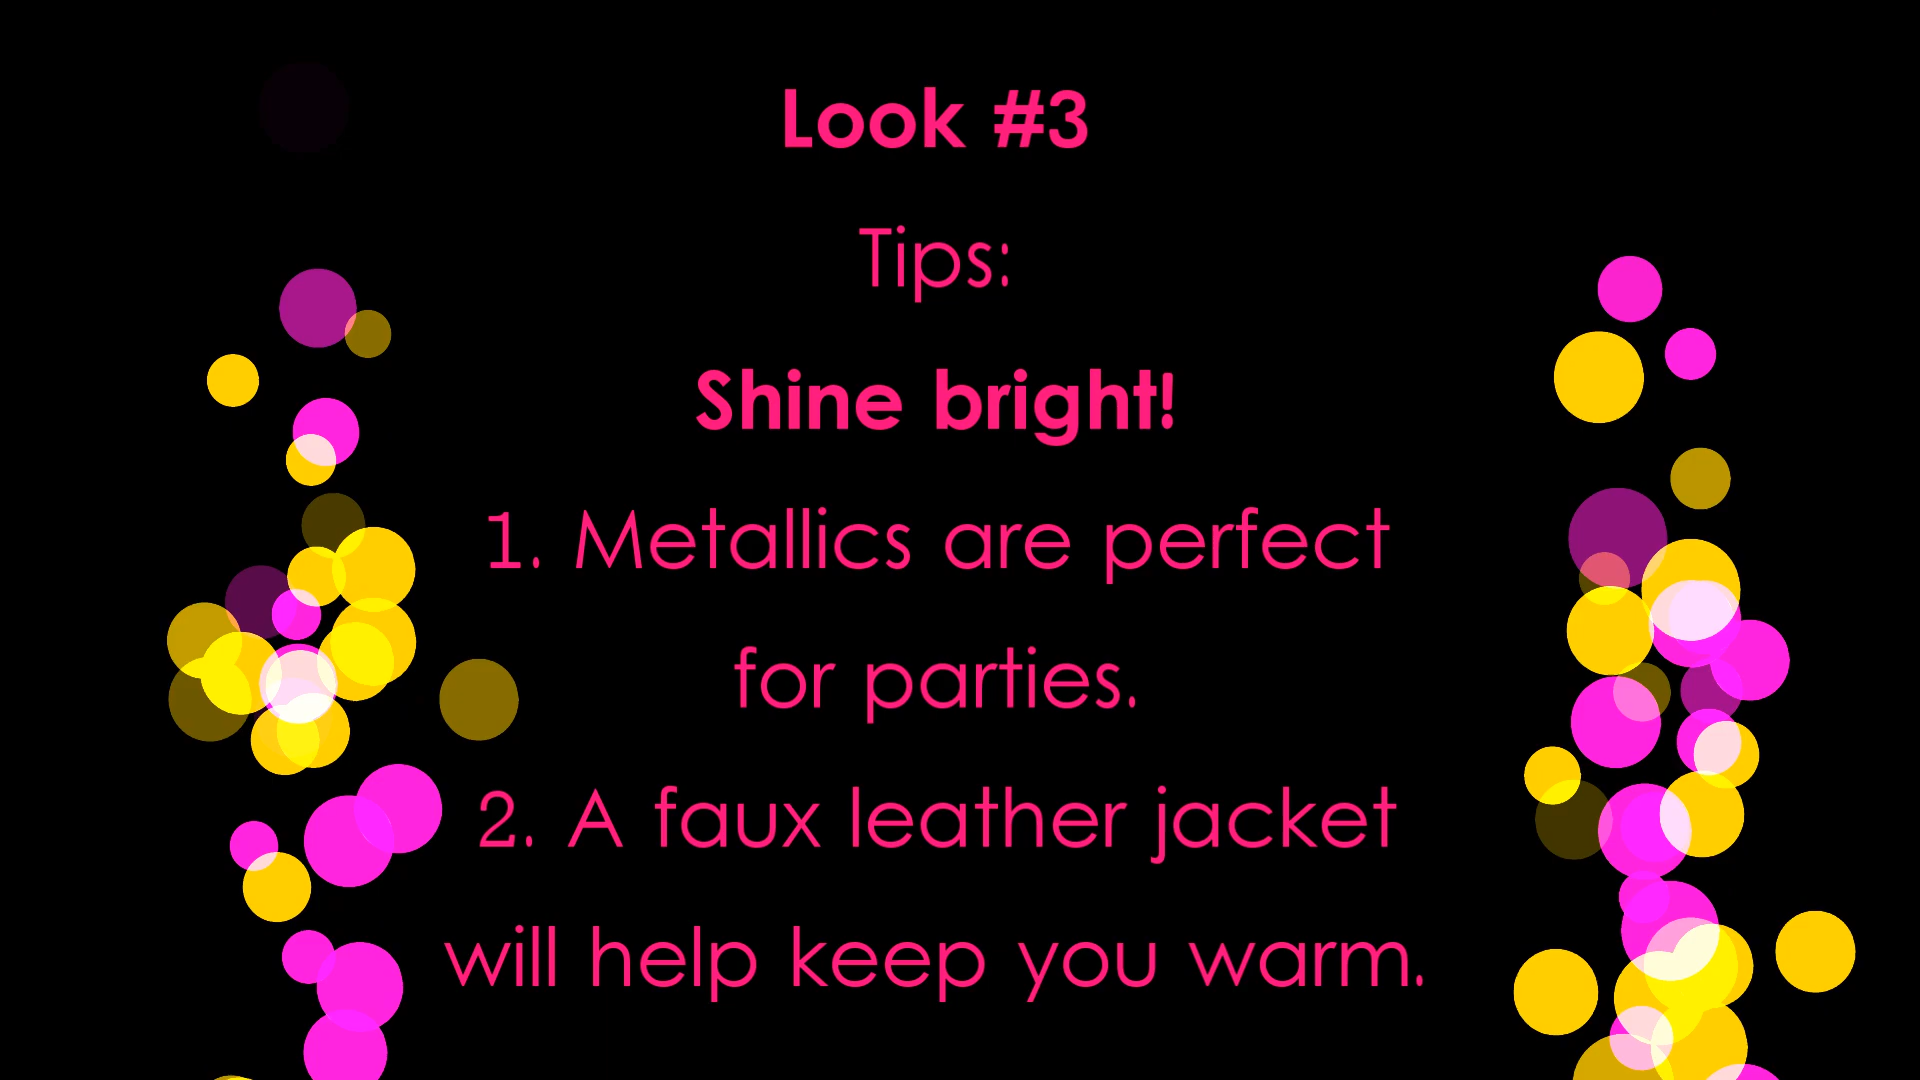 Look #3
Tips:
Shine bright!
1. Metallics are perfect
for parties.
2. A faux leather jacket
will help keep you warm.